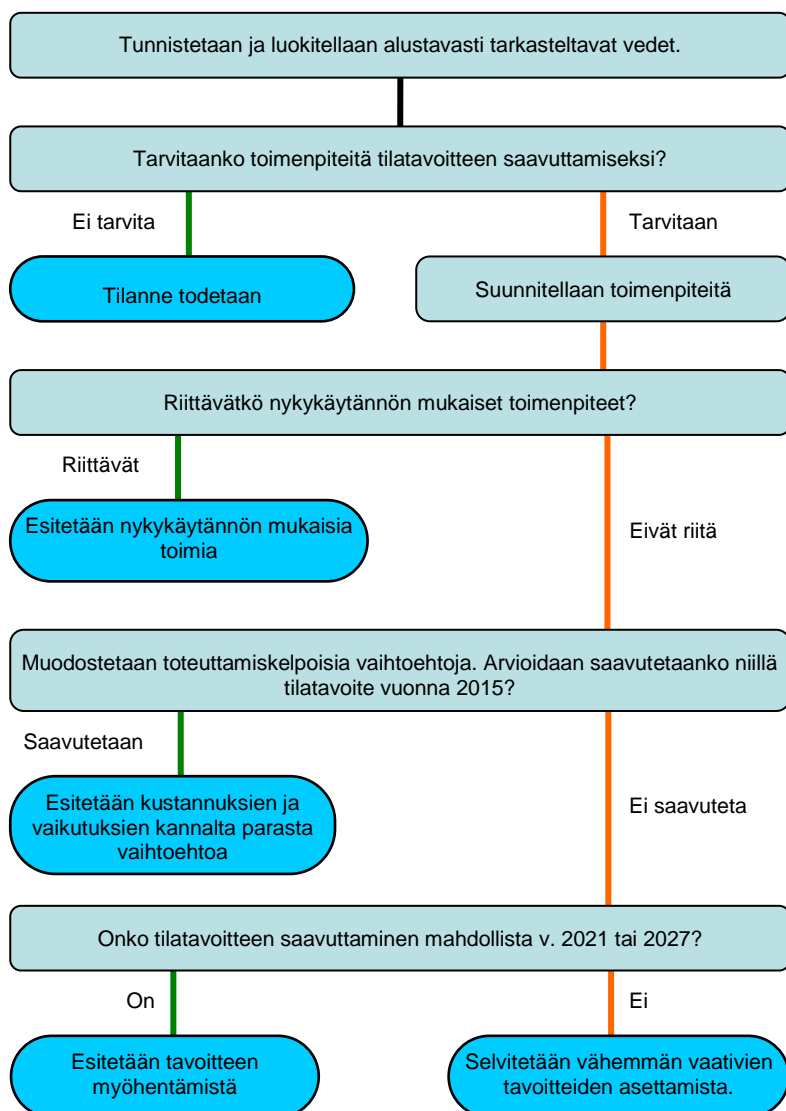 Tunnistetaan ja luokitellaan alustavasti tarkasteltavat vedet.
Tarvitaanko toimenpiteitä tilatavoitteen saavuttamiseksi?
Ei tarvita
Tarvitaan
Tilanne todetaan
Suunnitellaan toimenpiteitä
Riittävätkö nykykäytännön mukaiset toimenpiteet?
Riittävät
Esitetään nykykäytännön mukaisia
toimia
Eivät riitä
Muodostetaan toteuttamiskelpoisia vaihtoehtoja. Arvioidaan saavutetaanko niillä
tilatavoite vuonna 2015?
Saavutetaan
Esitetään kustannuksien ja
vaikutuksien kannalta parasta
vaihtoehtoa
Ei saavuteta
Onko tilatavoitteen saavuttaminen mahdollista v. 2021 tai 2027?
On
Ei
Esitetään tavoitteen
myöhentämistä
Selvitetään vähemmän vaativien
tavoitteiden asettamista.